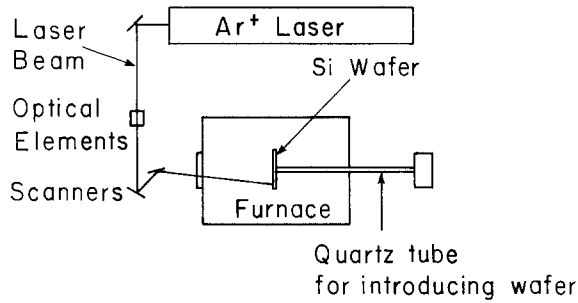 Laser
Beam
Ar⁺ Laser
Si Wafer
Optical
Elements
Scanners
Furnace
Quartz tube
for introducing wafer